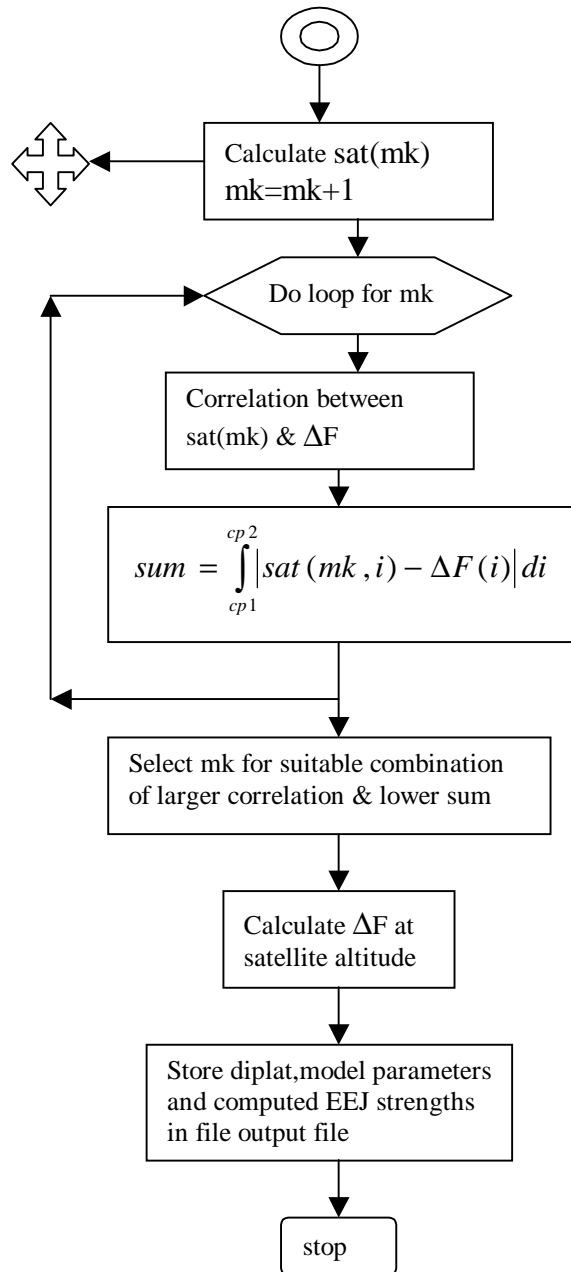 Calculate sat(mk)
mk=mk+1
Do loop for mk
Correlation between
sat(mk) & ΔF
sum = ∫_{cp1}^{cp2} |sat(mk,i) − ΔF(i)| di
Select mk for suitable combination
of larger correlation & lower sum
Calculate ΔF at
satellite altitude
Store diplat,model parameters
and computed EEJ strengths
in file output file
stop